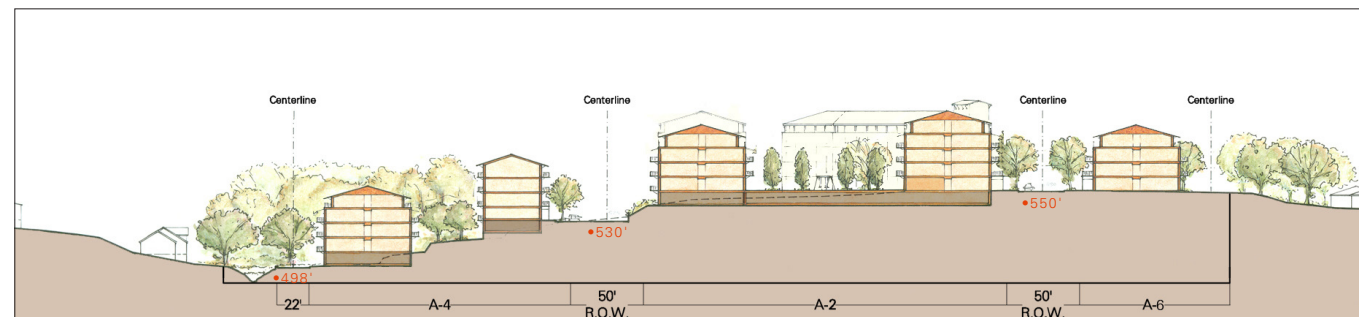 Centerline
Centerline
Centerline
Centerline
550'
530'
498'
22'
A-4
50'
R.O.W.
A-2
50'
R.O.W.
A-6